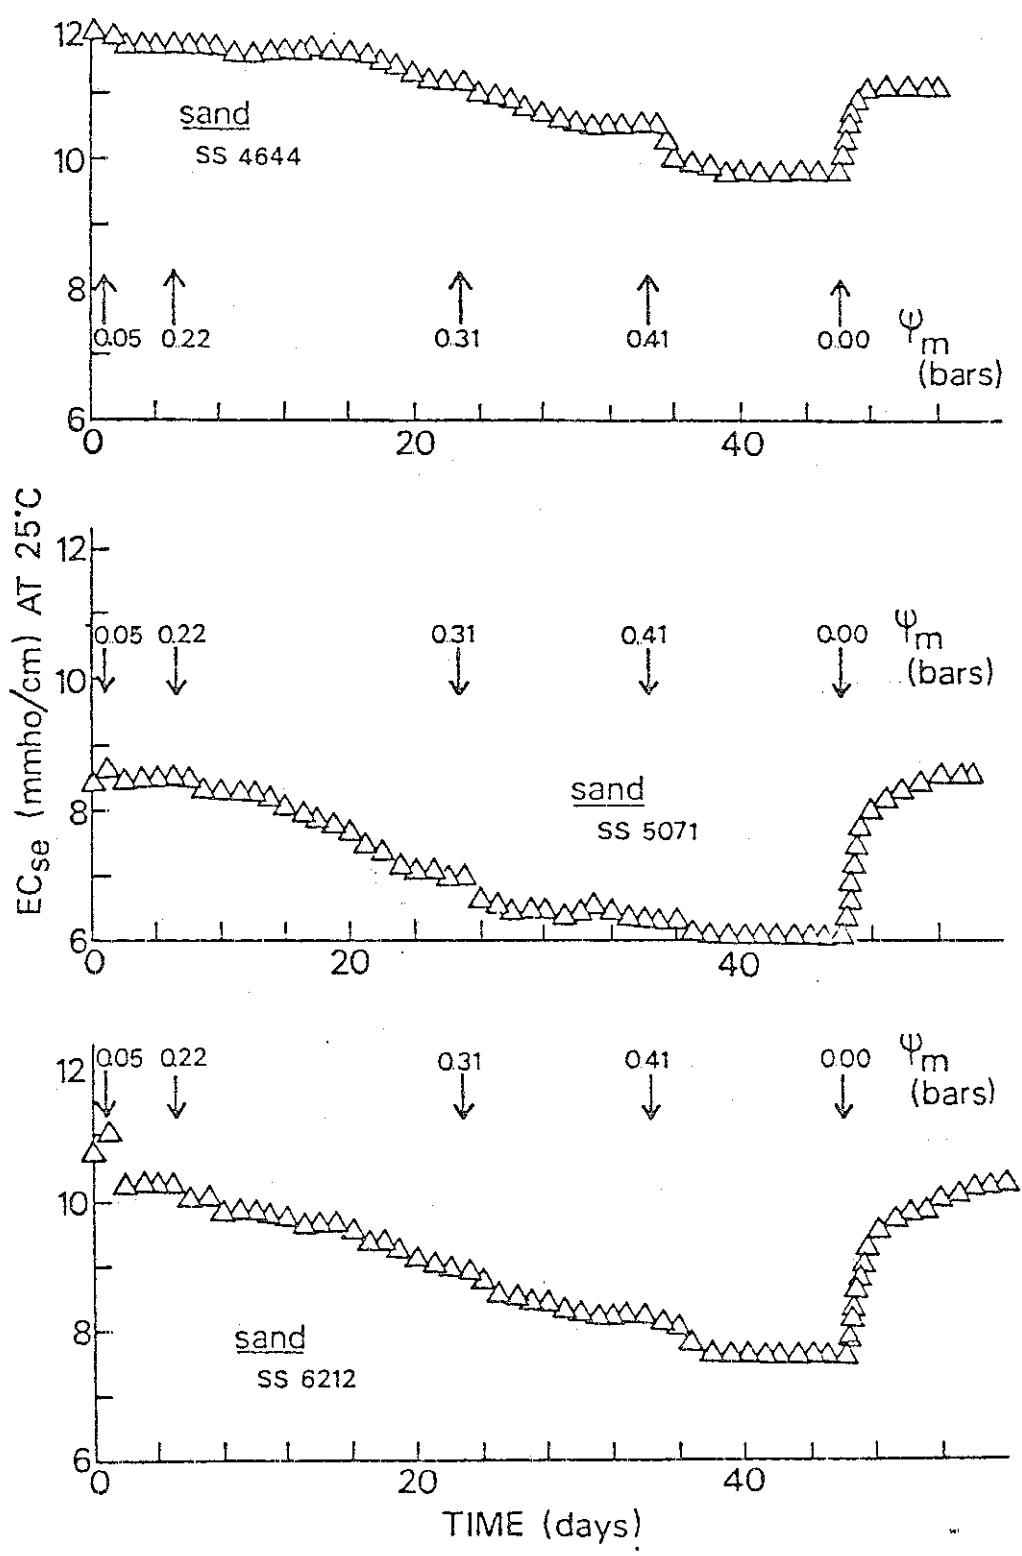 ECse (mmho/cm) AT 25°C
12
10
8
6
sand
SS 4644
0.05 0.22 0.31 0.41 0.00 ψm
(bars)
0 20 40
12
10
8
6
0.05 0.22 0.31 0.41 0.00 ψm
(bars)
sand
SS 5071
0 20 40
12
10
8
6
0.05 0.22 0.31 0.41 0.00 ψm
(bars)
sand
SS 6212
0 20 40
TIME (days)